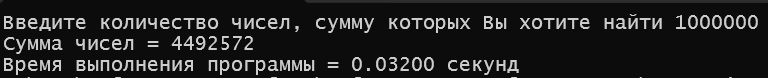 Введите количество чисел, сумму которых Вы хотите найти 1000000
Сумма чисел = 4492572
Время выполнения программы = 0.03200 секунд